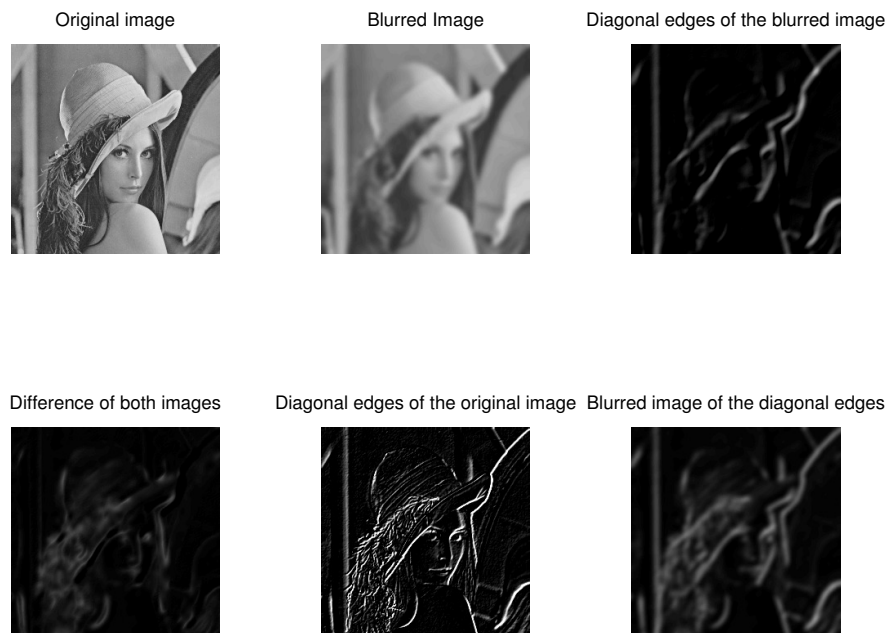 Original image
Blurred Image
Diagonal edges of the blurred image
Difference of both images
Diagonal edges of the original image
Blurred image of the diagonal edges